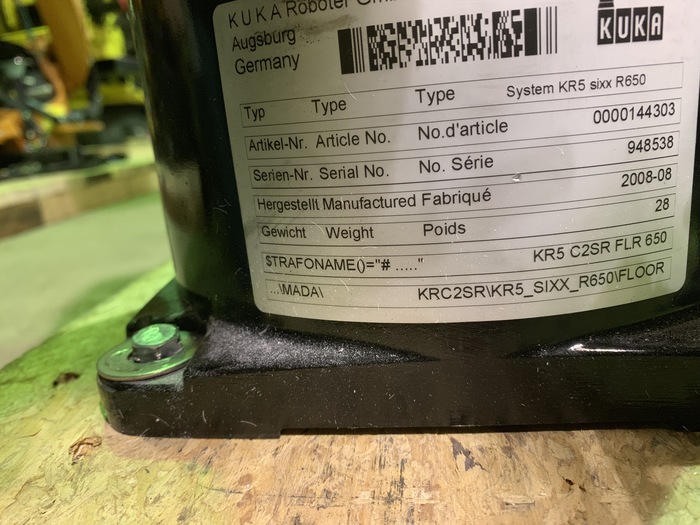 KUKA Roboter
Augsburg
Germany
KUKA
Typ Type Type System KR5 sixx R650
Artikel-Nr. Article No. No.d'article 0000144303
Serien-Nr. Serial No. No. Série 948538
Hergestellt Manufactured Fabriqué 2008-08
Gewicht Weight Poids 28
$TRAFONAME()="# ....." KR5 C2SR FLR 650
...\MADA\ KRC2SR\KR5_SIXX_R650\FLOOR